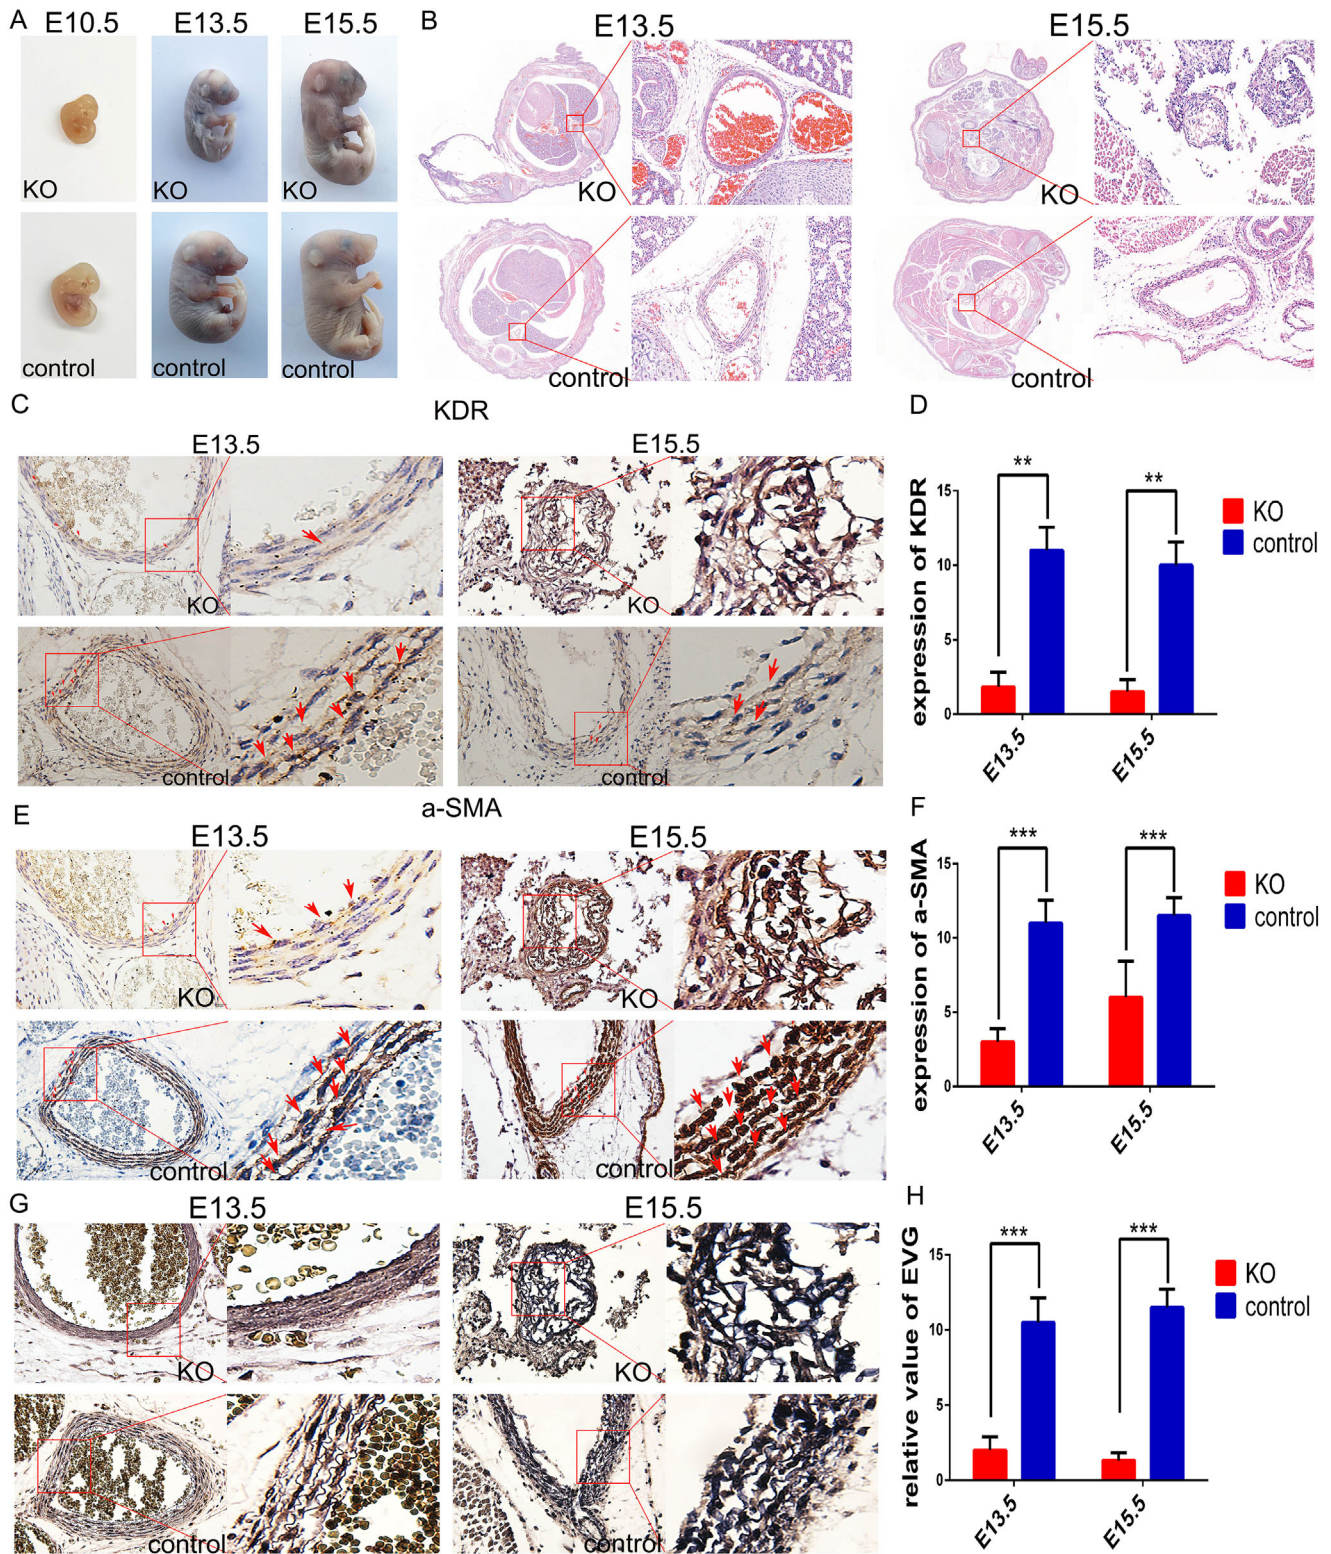 A
E10.5 E13.5 E15.5
KO KO KO
control control control
B
E13.5 E15.5
KO KO
control control
C
KDR
E13.5 E15.5
KO KO
control control
D
expression of KDR
15
10
5
0
** **
E13.5 E15.5
KO
control
E
a-SMA
E13.5 E15.5
KO KO
control control
F
expression of a-SMA
15
10
5
0
*** ***
E13.5 E15.5
KO
control
G
E13.5 E15.5
KO KO
control control
H
relative value of EVG
15
10
5
0
*** ***
E13.5 E15.5
KO
control